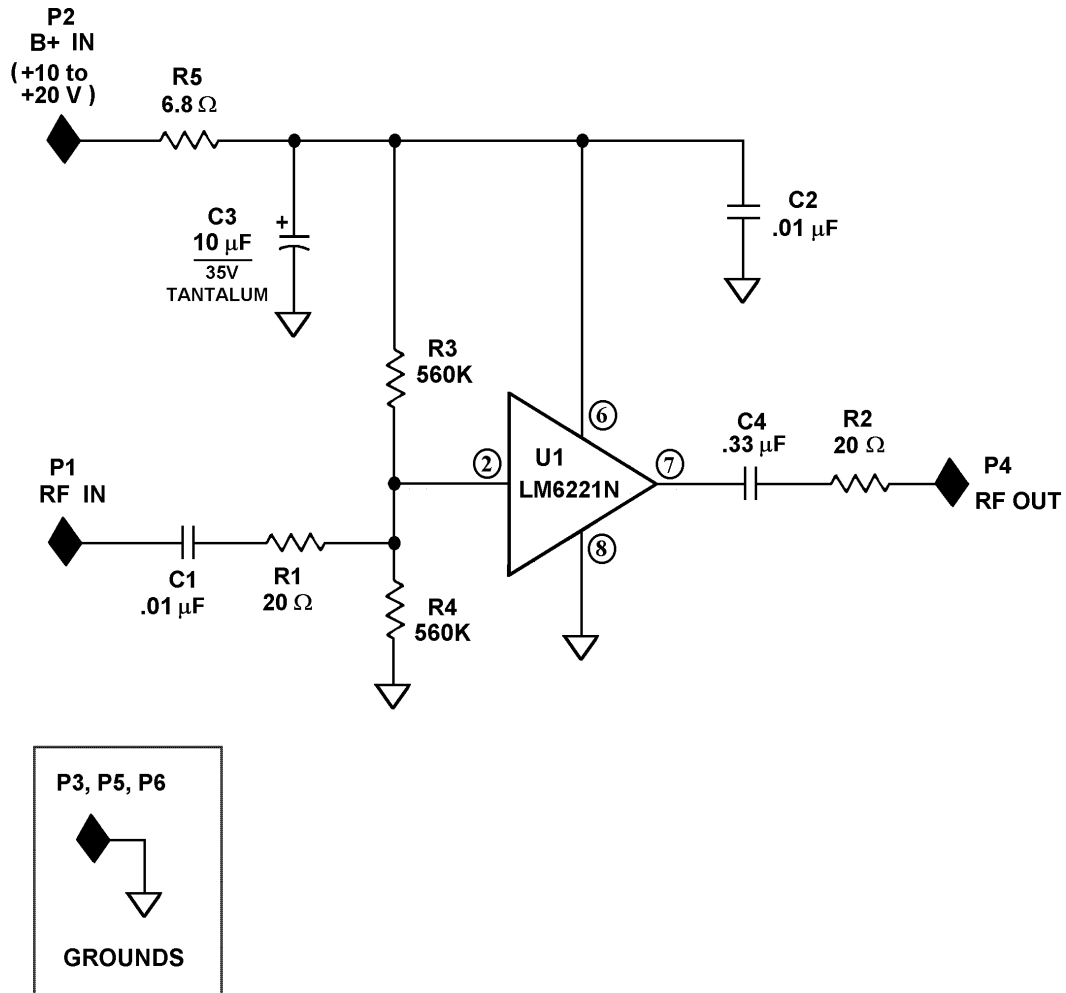 P2
B+ IN
(+10 to
+20 V)
R5
6.8 Ω
C3
+
10 µF
35V
TANTALUM
C2
.01 µF
R3
560K
6
2
U1
LM6221N
7
8
C4
.33 µF
R2
20 Ω
P4
RF OUT
P1
RF IN
C1
.01 µF
R1
20 Ω
R4
560K
P3, P5, P6
GROUNDS